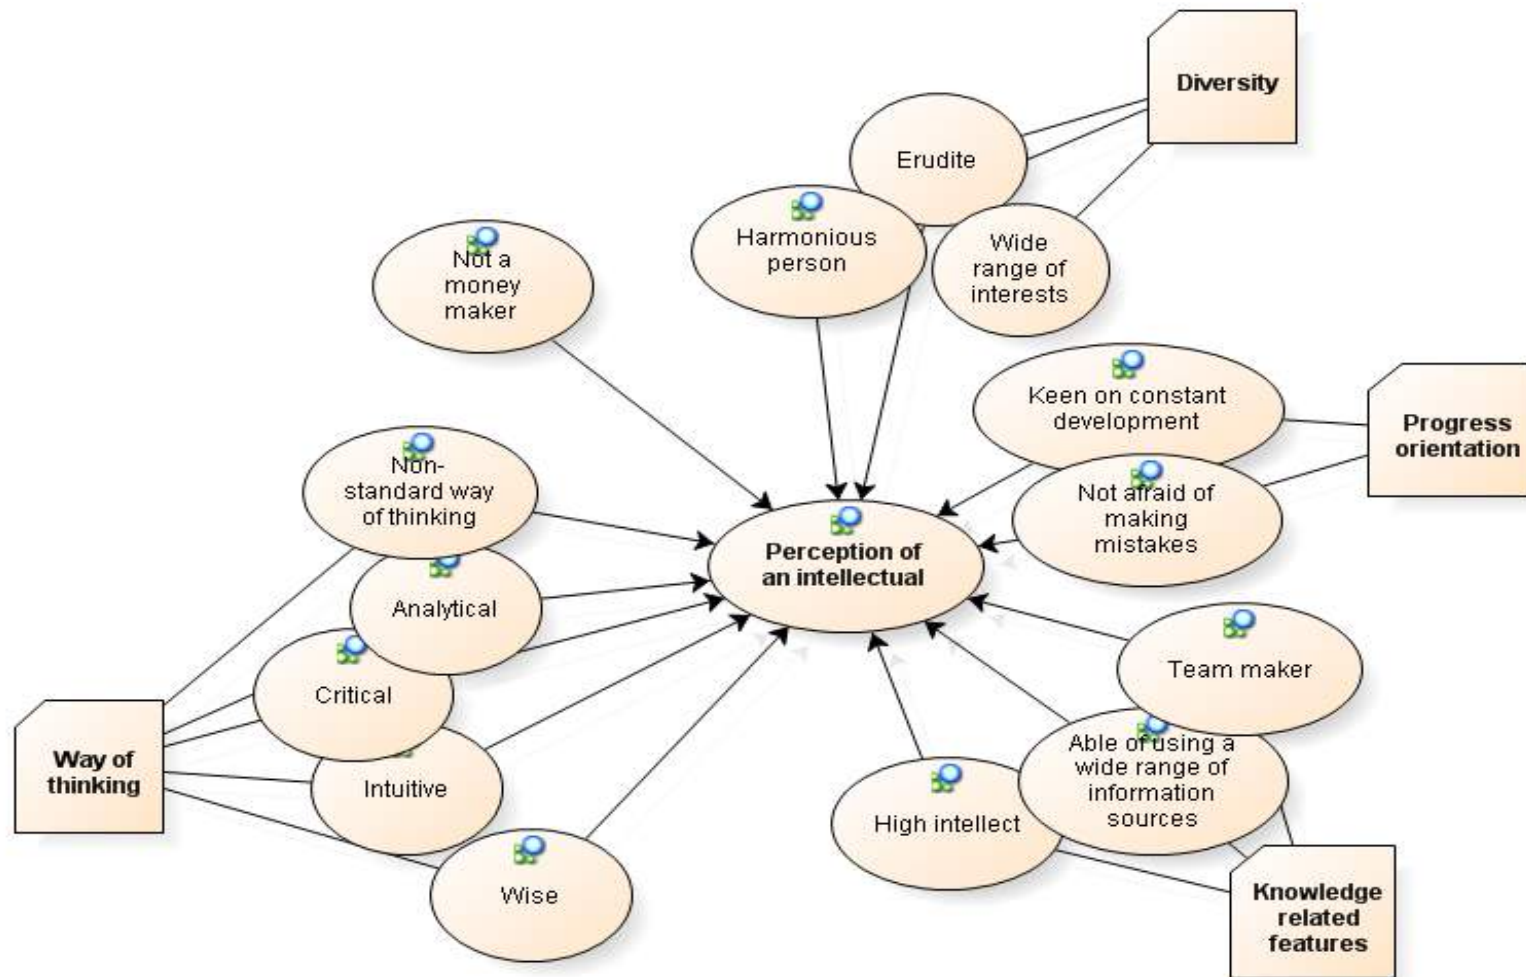 Diversity
Erudite
Harmonious
person
Wide
range of
interests
Not a
money
maker
Keen on constant
development
Progress
orientation
Non-
standard way
of thinking
Not afraid of
making
mistakes
Perception of
an intellectual
Analytical
Team maker
Critical
Able of using a
wide range of
information
sources
Way of
thinking
Intuitive
High intellect
Wise
Knowledge
related
features